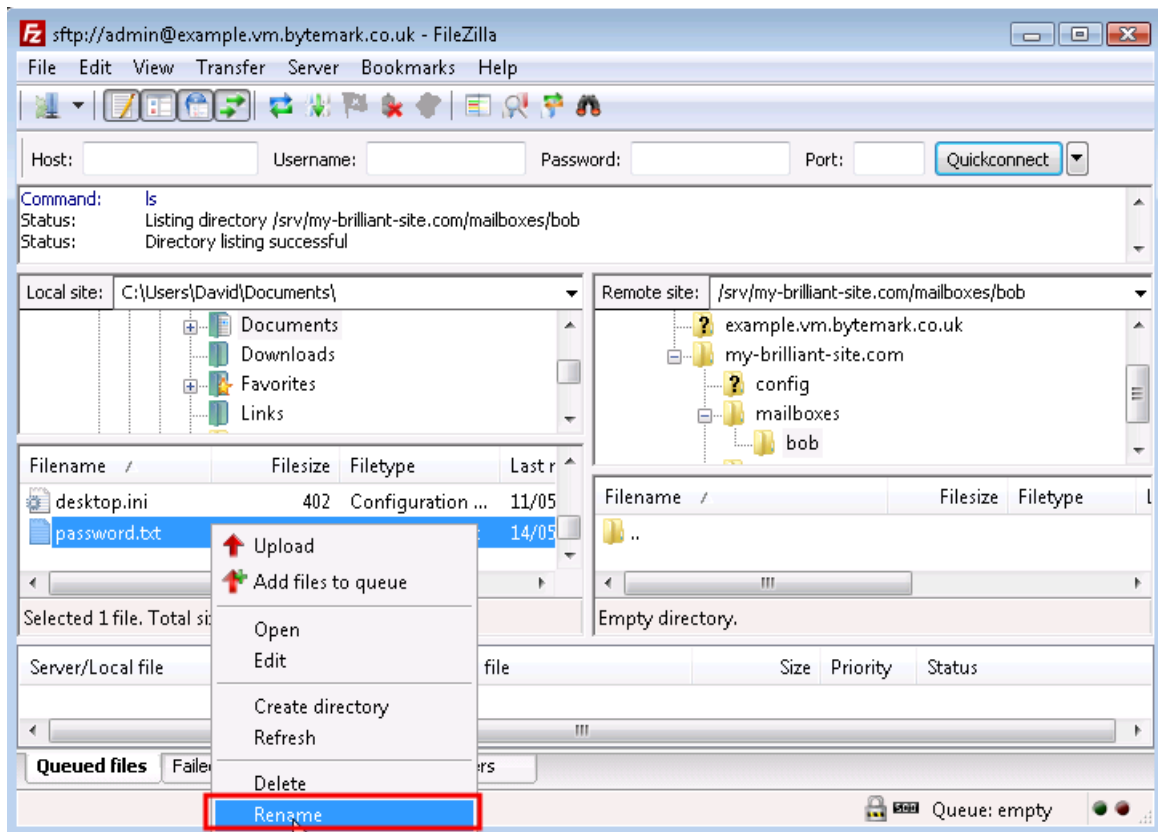 sftp://admin@example.vm.bytemark.co.uk - FileZilla
File Edit View Transfer Server Bookmarks Help
Host: Username: Password: Port: Quickconnect
Command: ls
Status: Listing directory /srv/my-brilliant-site.com/mailboxes/bob
Status: Directory listing successful
Local site: C:\Users\David\Documents\
Documents
Downloads
Favorites
Links
Filename Filesize Filetype Last r
desktop.ini 402 Configuration ... 11/05
password.txt 14/05
Selected 1 file. Total si
Remote site: /srv/my-brilliant-site.com/mailboxes/bob
? example.vm.bytemark.co.uk
my-brilliant-site.com
? config
mailboxes
bob
Filename Filesize Filetype L
..
Empty directory.
Upload
Add files to queue
Open
Edit
Create directory
Refresh
Delete
Rename
Server/Local file file Size Priority Status
Queued files Faile rs
Queue: empty